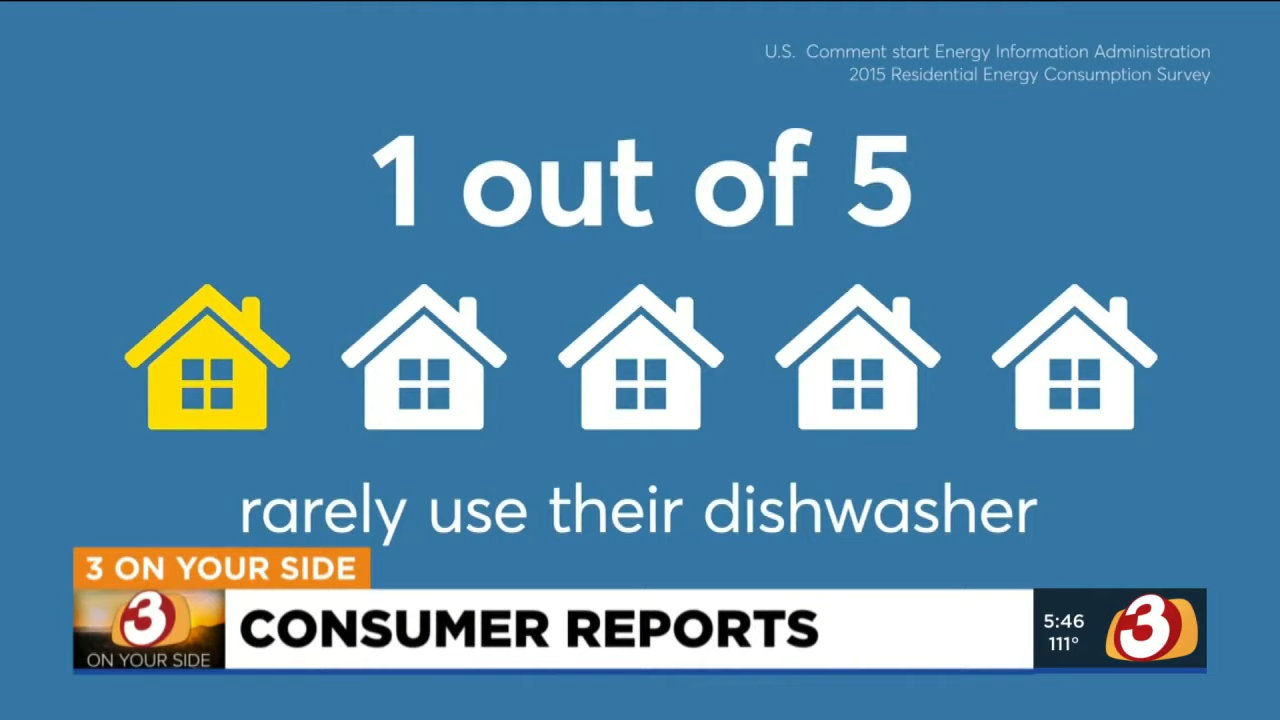 U.S.  Comment start Energy Information Administration
2015 Residential Energy Consumption Survey
1 out of 5
rarely use their dishwasher
3 ON YOUR SIDE
3
ON YOUR SIDE
CONSUMER REPORTS
5:46
111°
3